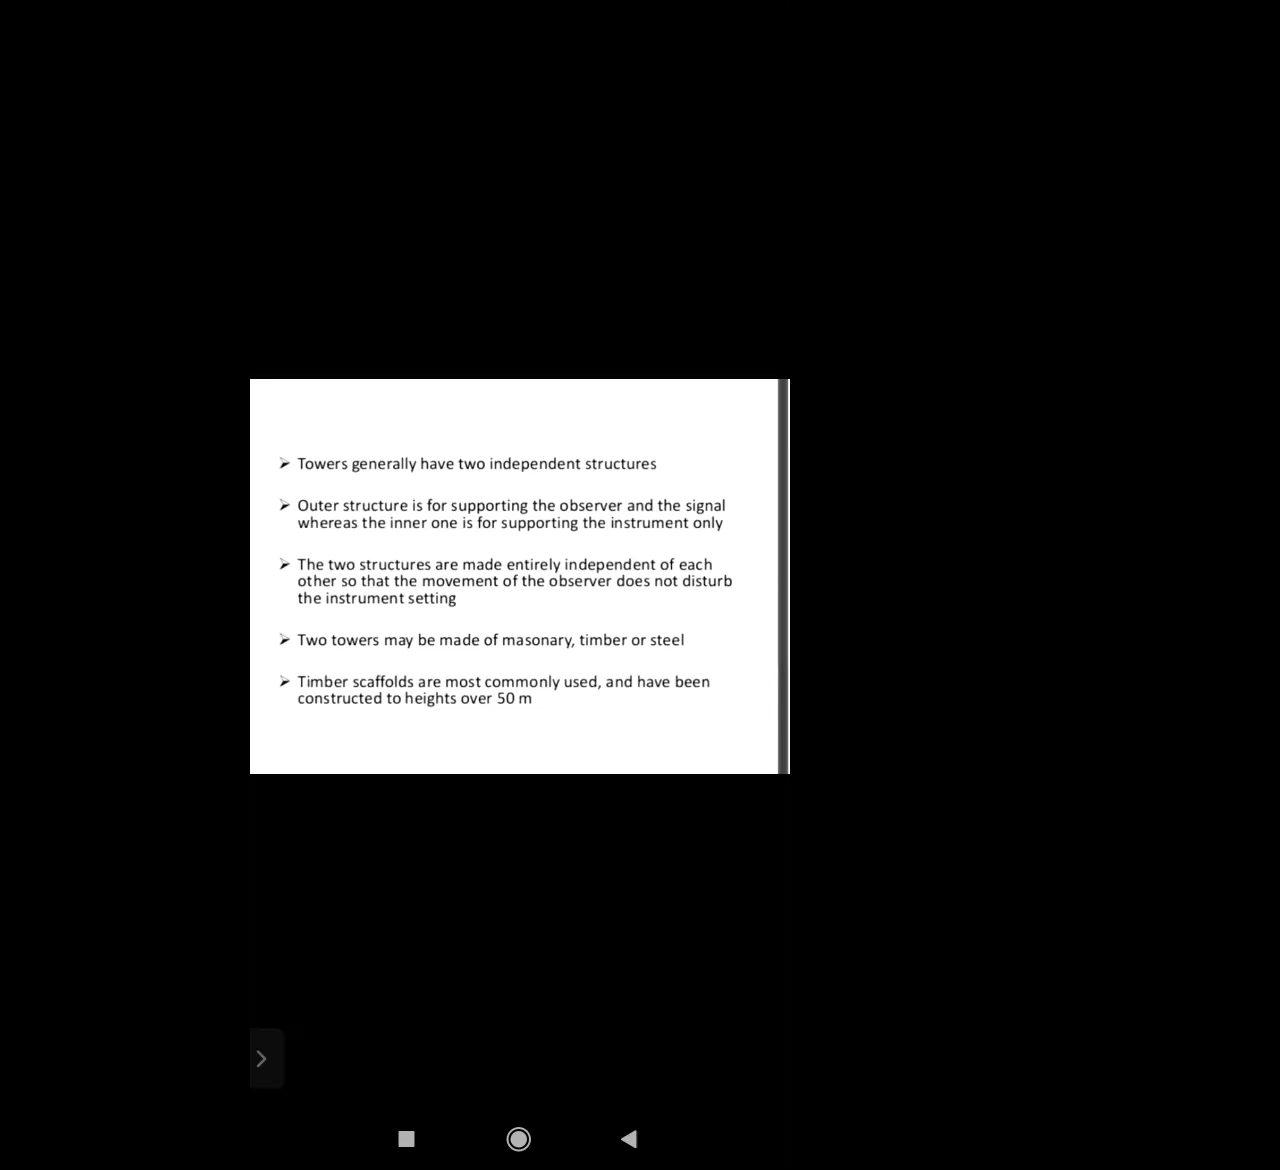 Towers generally have two independent structures
Outer structure is for supporting the observer and the signal
whereas the inner one is for supporting the instrument only
The two structures are made entirely independent of each
other so that the movement of the observer does not disturb
the instrument setting
Two towers may be made of masonary, timber or steel
Timber scaffolds are most commonly used, and have been
constructed to heights over 50 m